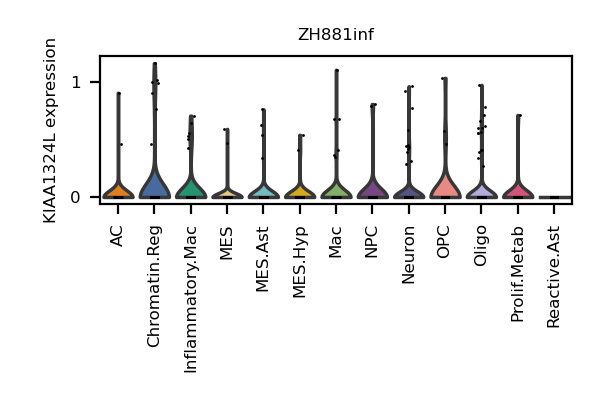 ZH881inf
KIAA1324L expression
1
0
AC
Chromatin.Reg
Inflammatory.Mac
MES
MES.Ast
MES.Hyp
Mac
NPC
Neuron
OPC
Oligo
Prolif.Metab
Reactive.Ast